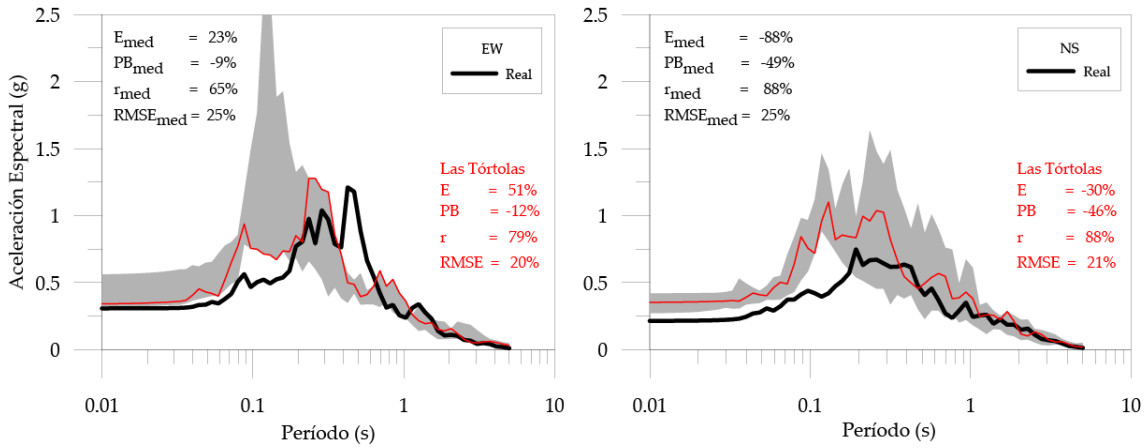 Aceleración Espectral (g)
2.5
2
1.5
1
0.5
0
E med = 23%
PB med = -9%
r med = 65%
RMSE med = 25%
EW
Real
Las Tórtolas
E = 51%
PB = -12%
r = 79%
RMSE = 20%
0.01 0.1 1 10
Período (s)
2.5
2
1.5
1
0.5
0
E med = -88%
PB med = -49%
r med = 88%
RMSE med = 25%
NS
Real
Las Tórtolas
E = -30%
PB = -46%
r = 88%
RMSE = 21%
0.01 0.1 1 10
Período (s)